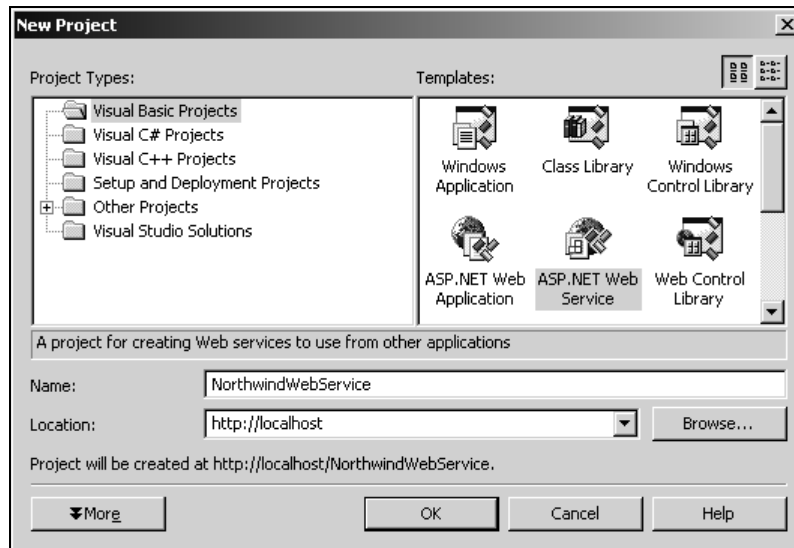 New Project
Project Types:
Templates:
Visual Basic Projects
Visual C# Projects
Visual C++ Projects
Setup and Deployment Projects
Other Projects
Visual Studio Solutions
Windows
Application
Class Library
Windows
Control Library
ASP.NET Web
Application
ASP.NET Web
Service
Web Control
Library
A project for creating Web services to use from other applications
Name:
NorthwindWebService
Location:
http://localhost
Browse...
Project will be created at http://localhost/NorthwindWebService.
More
OK
Cancel
Help